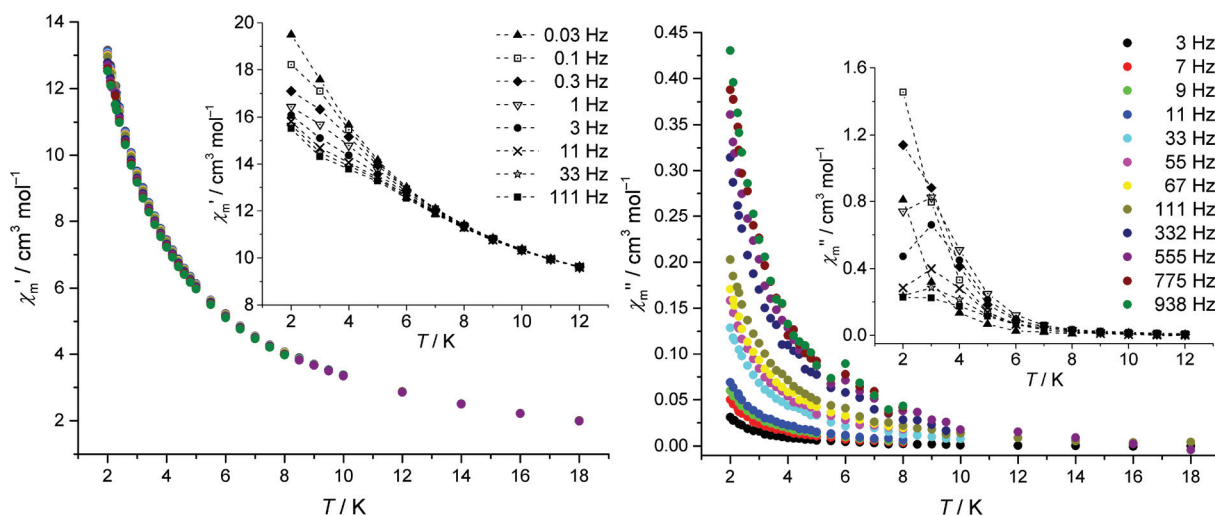 χm′ / cm³ mol⁻¹
14
13
12
11
10
9
8
7
6
5
4
3
2
2 4 6 8 10 12 14 16 18
T / K
χm′ / cm³ mol⁻¹
20
18
16
14
12
10
8
2 4 6 8 10 12
T / K
0.03 Hz
0.1 Hz
0.3 Hz
1 Hz
3 Hz
11 Hz
33 Hz
111 Hz
χm″ / cm³ mol⁻¹
0.45
0.40
0.35
0.30
0.25
0.20
0.15
0.10
0.05
0.00
2 4 6 8 10 12 14 16 18
T / K
χm″ / cm³ mol⁻¹
1.6
1.2
0.8
0.4
0.0
2 4 6 8 10 12
T / K
3 Hz
7 Hz
9 Hz
11 Hz
33 Hz
55 Hz
67 Hz
111 Hz
332 Hz
555 Hz
775 Hz
938 Hz